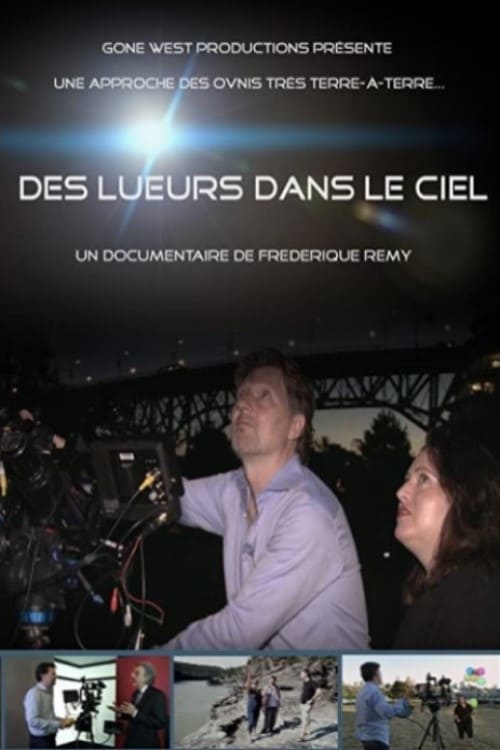 GONE WEST PRODUCTIONS PRÉSENTE
UNE APPROCHE DES OVNIS TRÉS TERRE-À-TERRE...
DES LUEURS DANS LE CIEL
UN DOCUMENTAIRE DE FREDERIQUE REMY